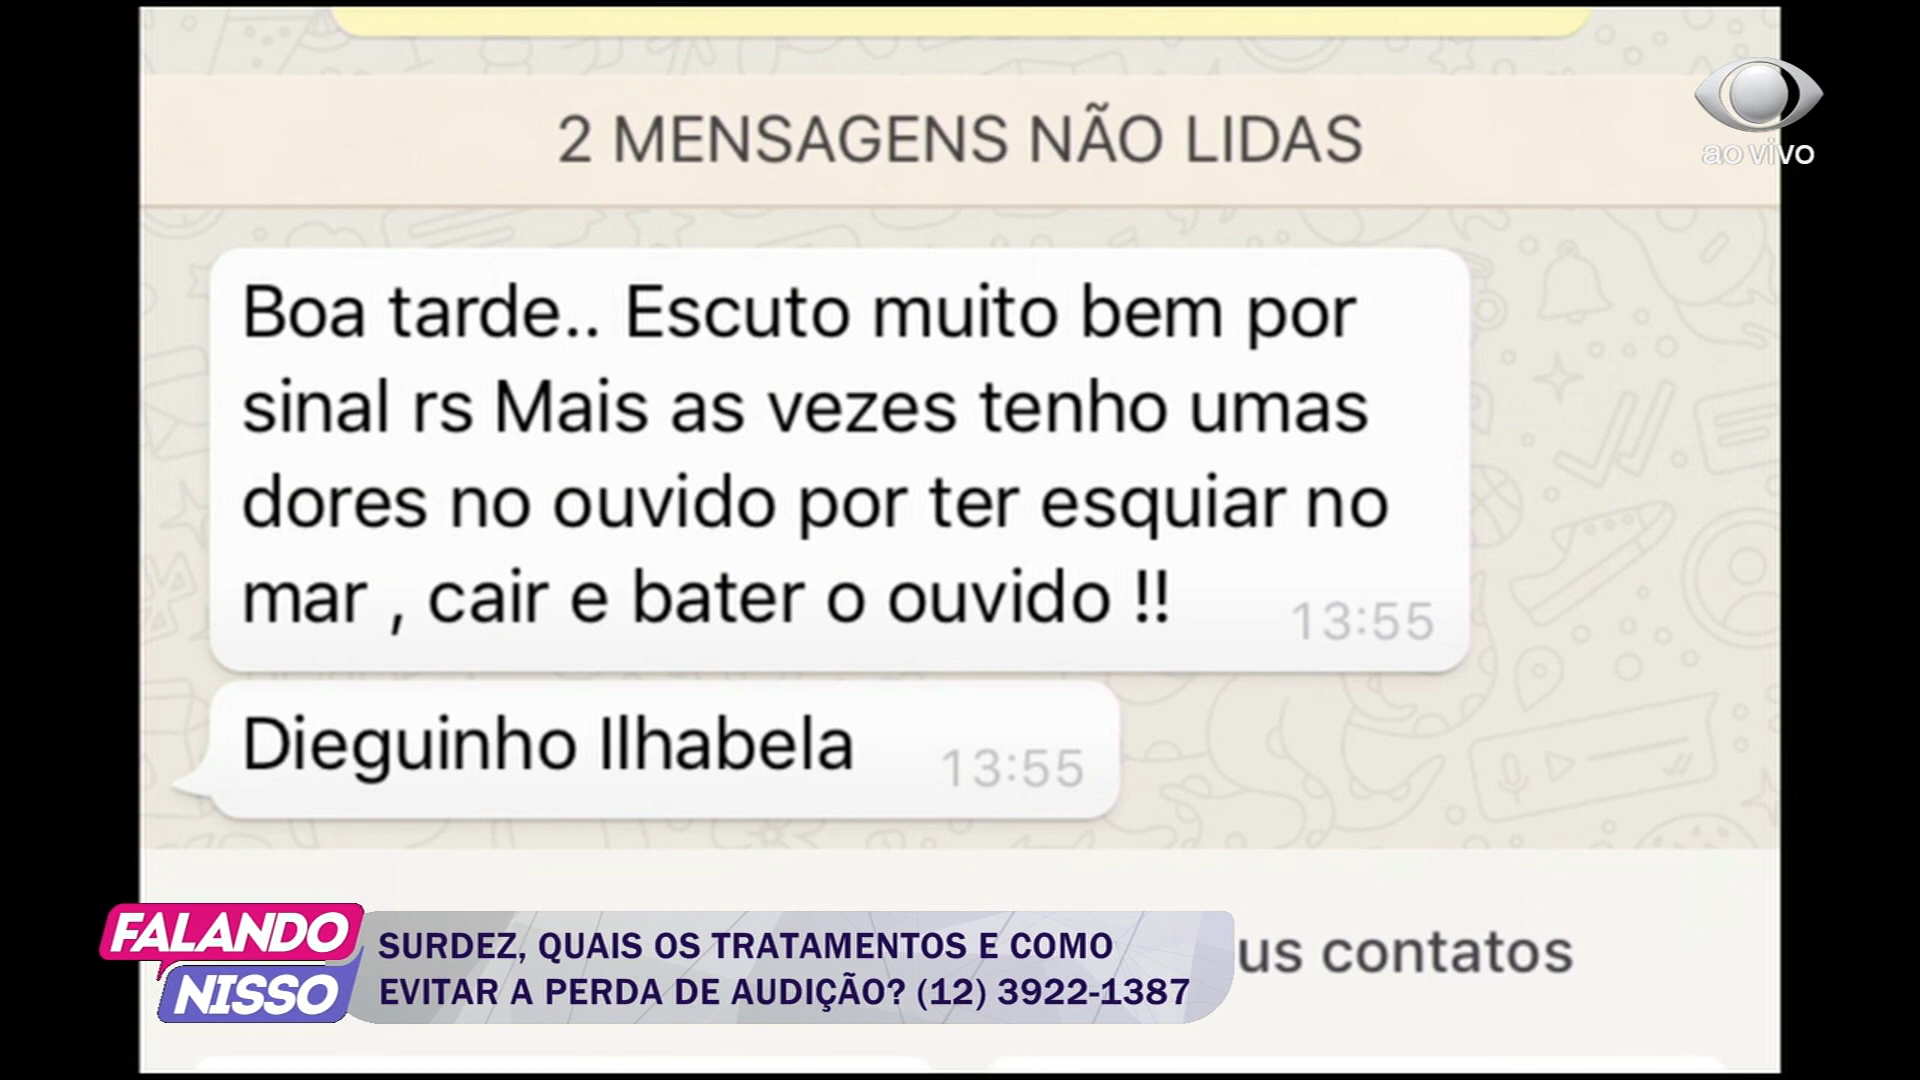 2 MENSAGENS NÃO LIDAS
ao vivo
Boa tarde.. Escuto muito bem por
sinal rs Mais as vezes tenho umas
dores no ouvido por ter esquiar no
mar , cair e bater o ouvido !!
13:55
Dieguinho Ilhabela
13:55
us contatos
FALANDO
NISSO
SURDEZ, QUAIS OS TRATAMENTOS E COMO
EVITAR A PERDA DE AUDIÇÃO? (12) 3922-1387